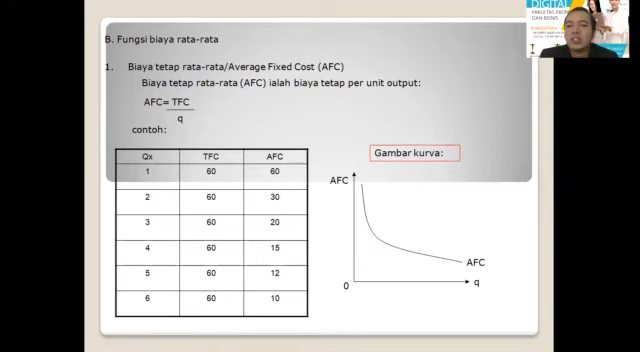 DIGITAL
FAKULTAS EKONOMI
DAN BISNIS
B. Fungsi biaya rata-rata
1. Biaya tetap rata-rata/Average Fixed Cost (AFC)
Biaya tetap rata-rata (AFC) ialah biaya tetap per unit output:
AFC= TFC
q
contoh:
Gambar kurva:
Qx TFC AFC
1 60 60
2 60 30
3 60 20
4 60 15
5 60 12
6 60 10
AFC
AFC
0
q